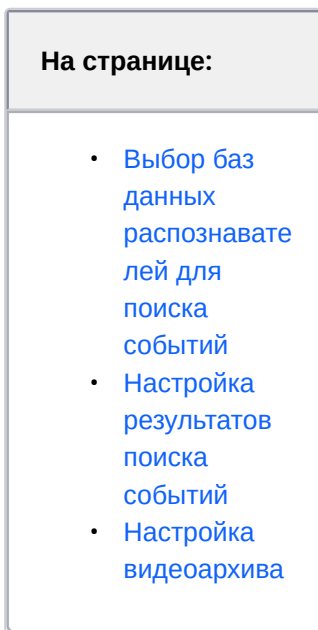 На странице:
• Выбор баз
данных
распознавате
лей для
поиска
событий
• Настройка
результатов
поиска
событий
• Настройка
видеоархива